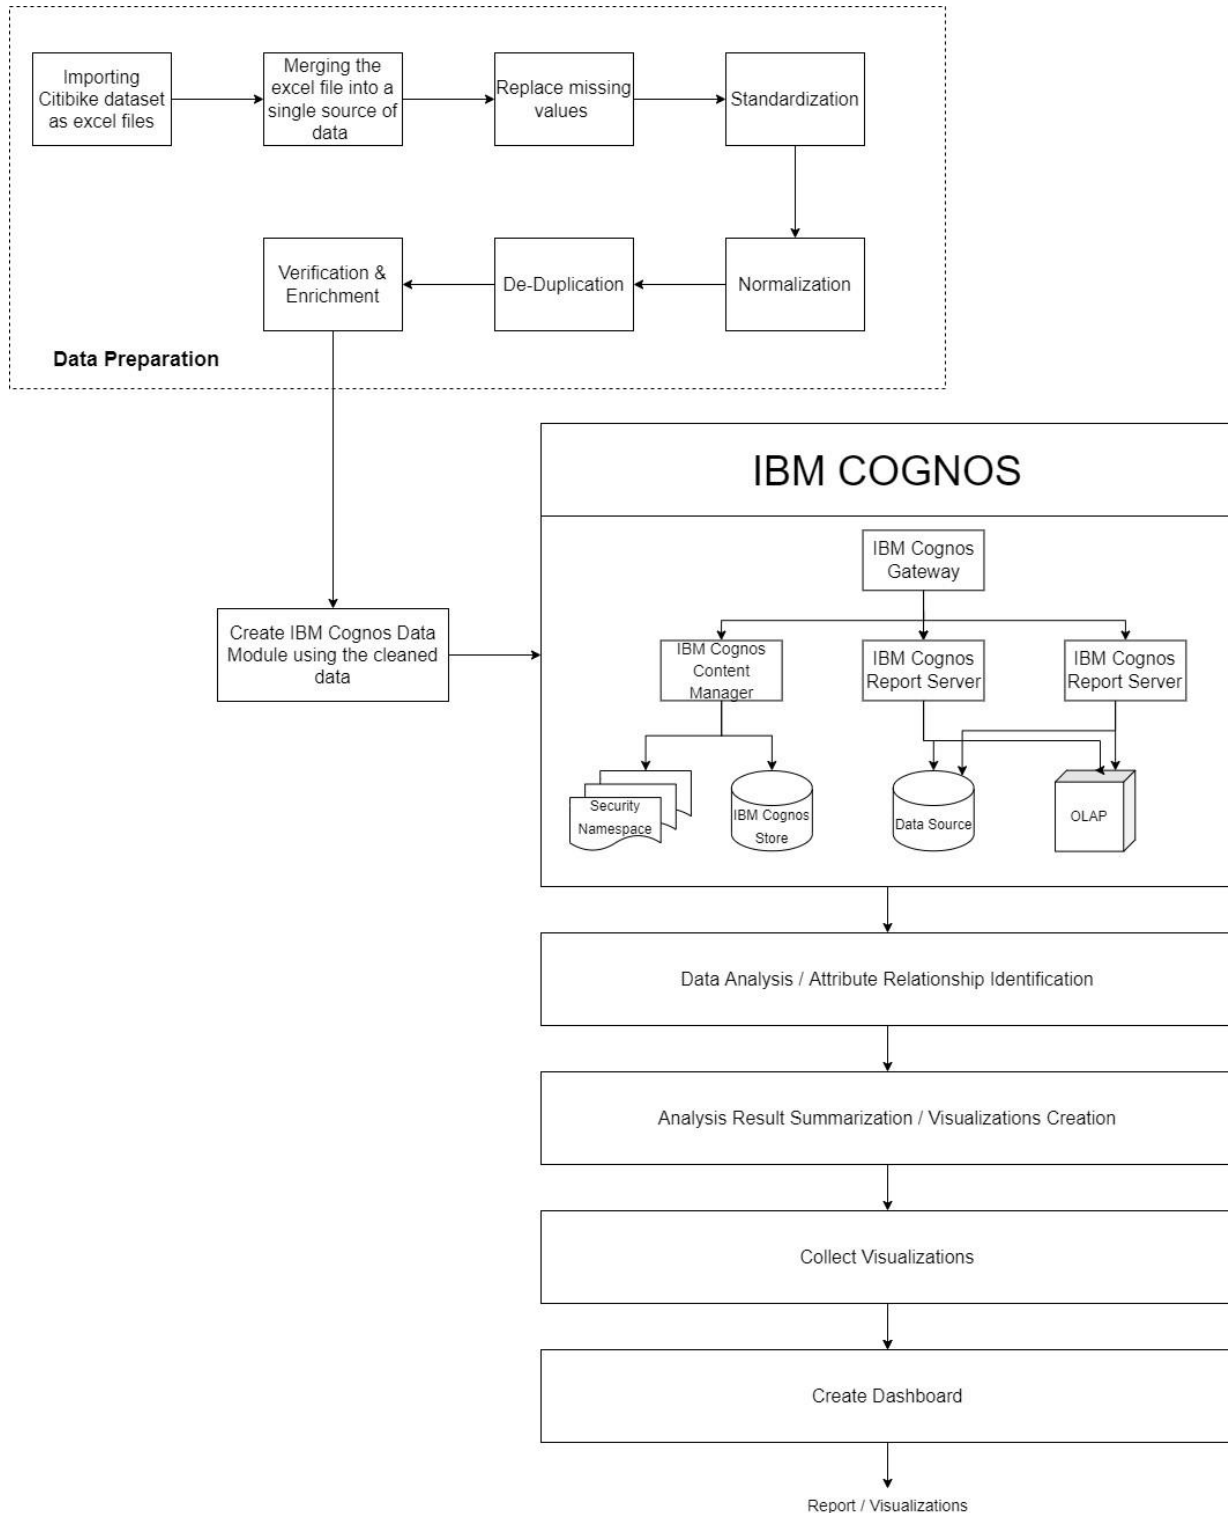 Importing
Citibike dataset
as excel files
Merging the
excel file into a
single source of
data
Replace missing
values
Standardization
Verification &
Enrichment
De-Duplication
Normalization
Data Preparation
IBM COGNOS
IBM Cognos
Gateway
Create IBM Cognos Data
Module using the cleaned
data
IBM Cognos
Content
Manager
IBM Cognos
Report Server
IBM Cognos
Report Server
Security
Namespace
IBM Cognos
Store
Data Source
OLAP
Data Analysis / Attribute Relationship Identification
Analysis Result Summarization / Visualizations Creation
Collect Visualizations
Create Dashboard
Report / Visualizations